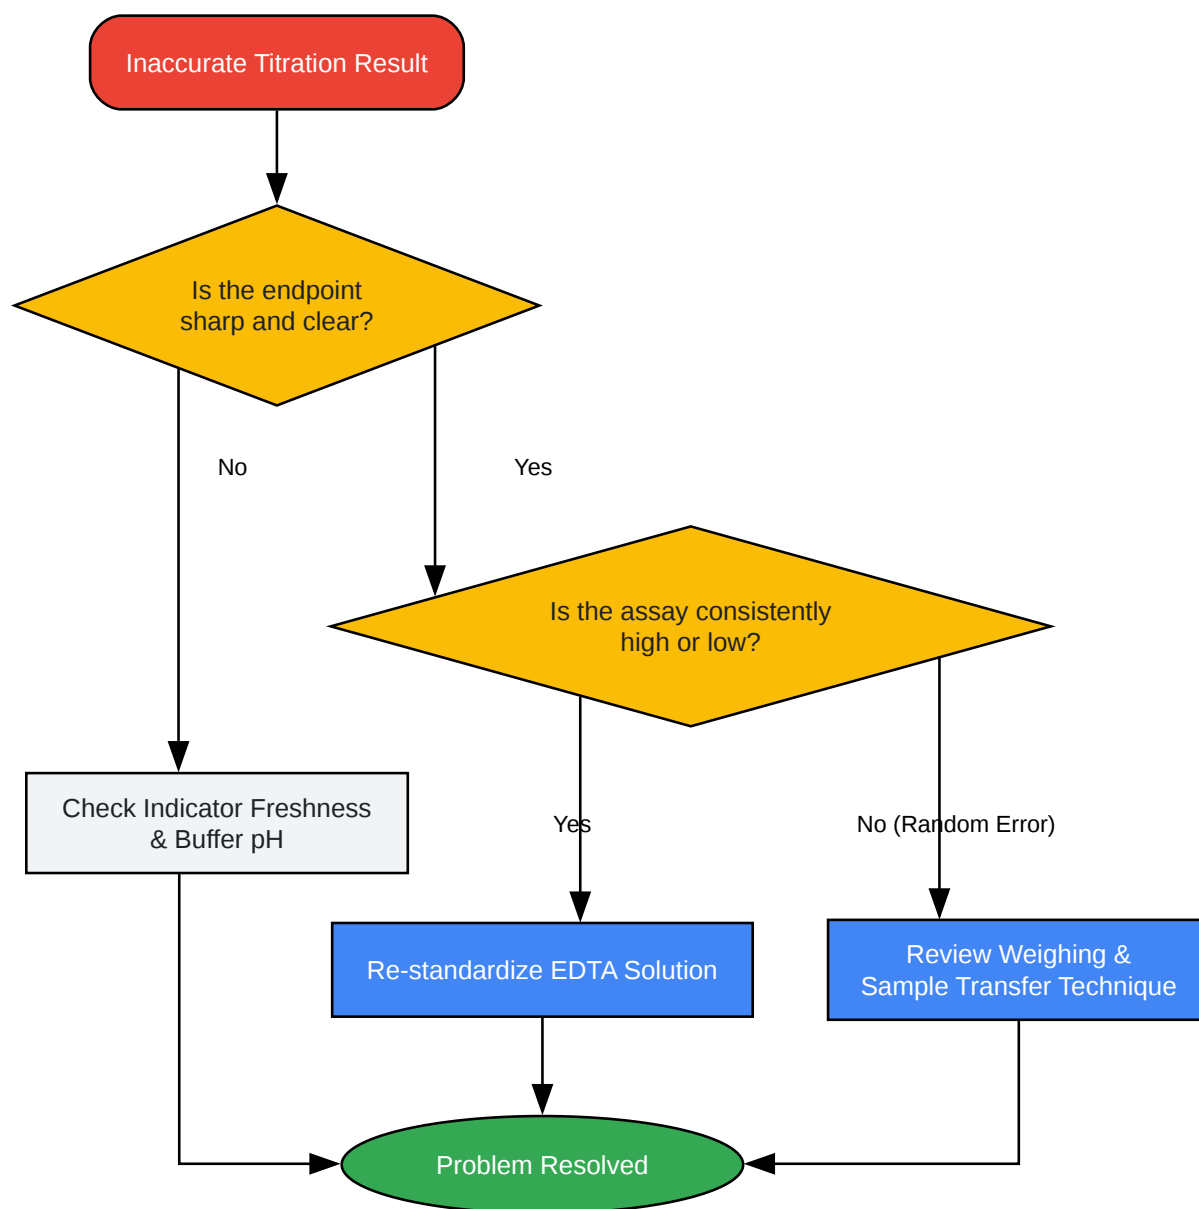 Inaccurate Titration Result
Is the endpoint
sharp and clear?
No
Yes
Is the assay consistently
high or low?
Check Indicator Freshness
& Buffer pH
Yes
No (Random Error)
Re-standardize EDTA Solution
Review Weighing &
Sample Transfer Technique
Problem Resolved